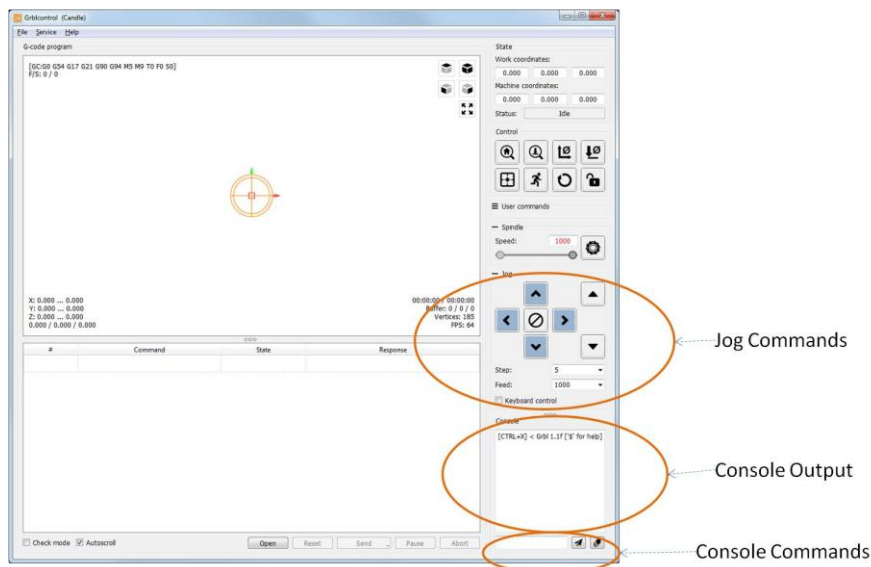 Grblcontrol (Candle)
File Service Help
G-code program
[GC:G0 G54 G17 G21 G90 G94 M5 M9 T0 F0 S0]
F/S: 0 / 0
X: 0.000 ... 0.000
Y: 0.000 ... 0.000
Z: 0.000 ... 0.000
0.000 / 0.000 / 0.000
00:00:00 / 00:00:00
Buffer: 0 / 0 / 0
Vertices: 185
FPS: 64
# Command State Response
Check mode Autoscroll
Open Reset Send Pause Abort
State
Work coordinates:
0.000 0.000 0.000
Machine coordinates:
0.000 0.000 0.000
Status: Idle
Control
User commands
Spindle
Speed: 1000
Jog
Step: 5
Feed: 1000
Keyboard control
Console
[CTRL+X] < Grbl 1.1f ['$' for help]
Jog Commands
Console Output
Console Commands